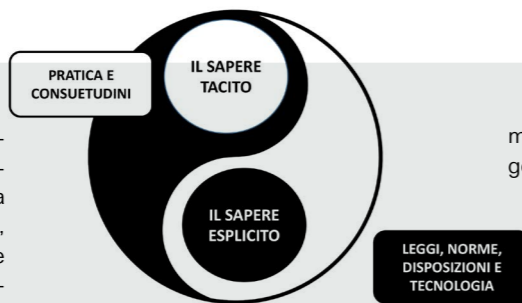 PRATICA E
CONSUETUDINI
IL SAPERE
TACITO
IL SAPERE
ESPLICITO
LEGGI, NORME,
DISPOSIZIONI E
TECNOLOGIA